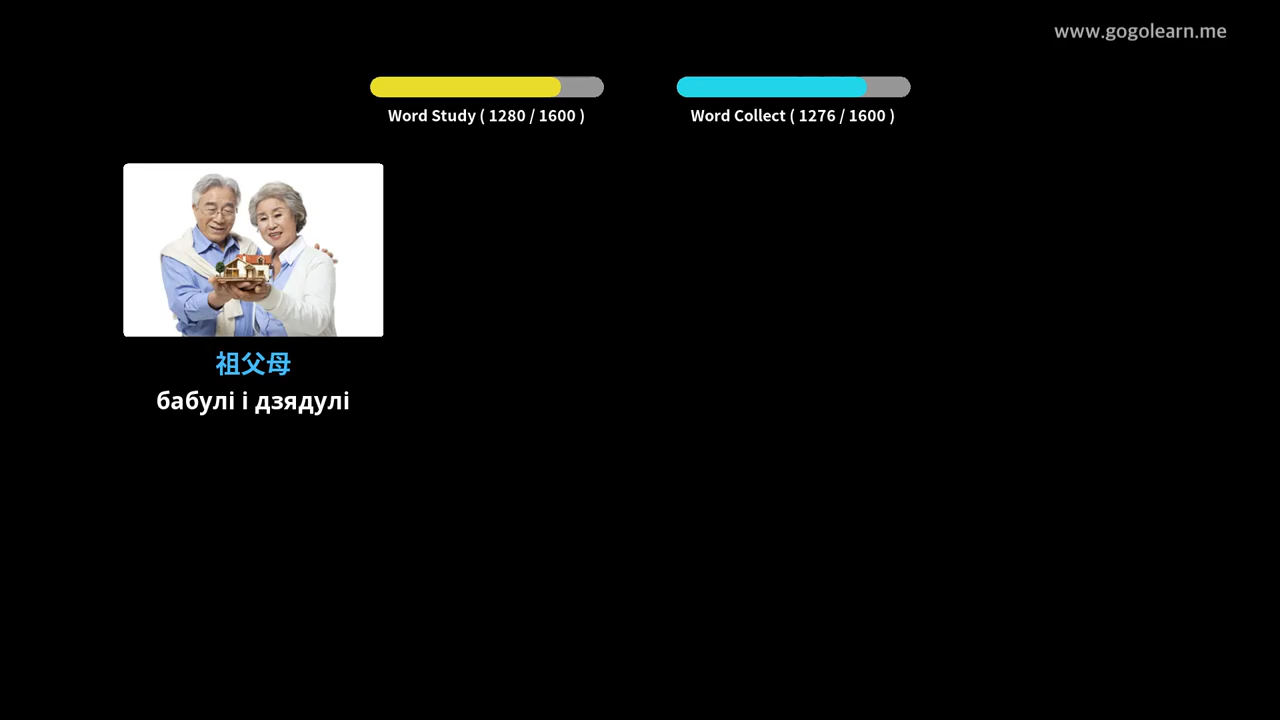 www.gogolearn.me
Word Study ( 1280 / 1600 )
Word Collect ( 1276 / 1600 )
祖父母
бабулі і дзядулі